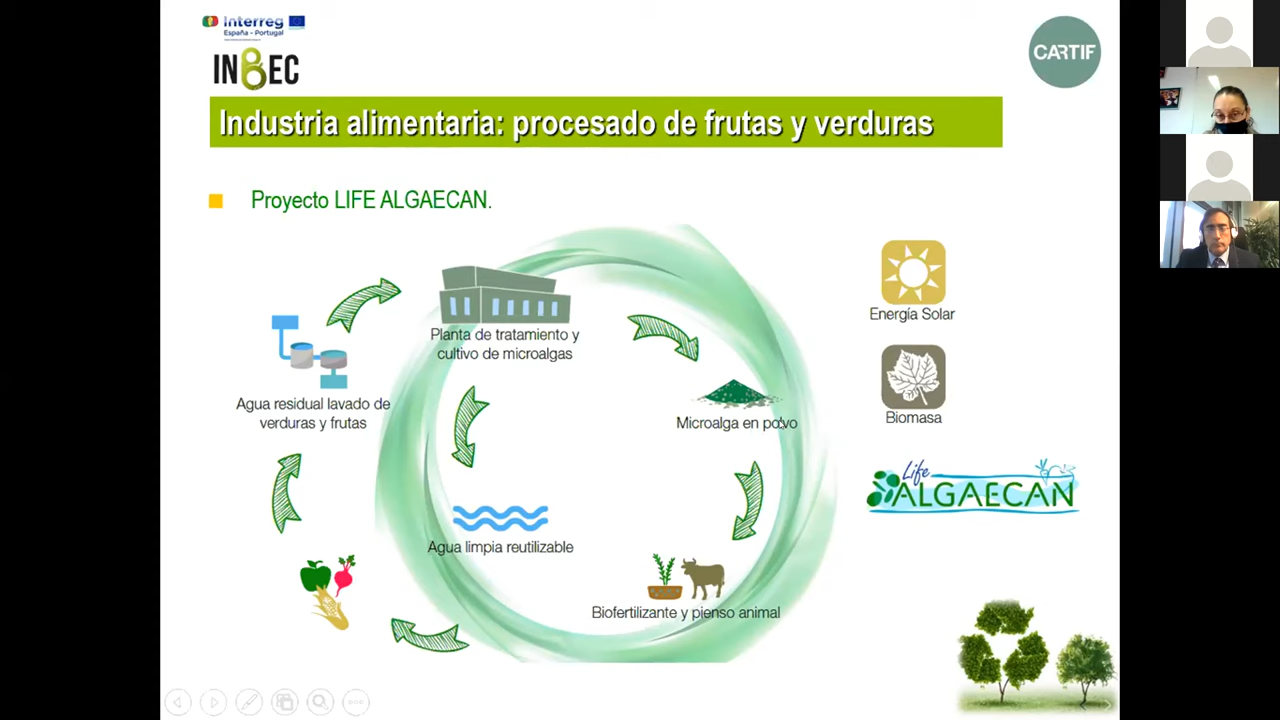 Interreg
España - Portugal
INBEC
CARTIF
Industria alimentaria: procesado de frutas y verduras
Proyecto LIFE ALGAECAN.
Planta de tratamiento y
cultivo de microalgas
Energía Solar
Agua residual lavado de
verduras y frutas
Microalga en polvo
Biomasa
Life
ALGAECAN
Agua limpia reutilizable
Biofertilizante y pienso animal